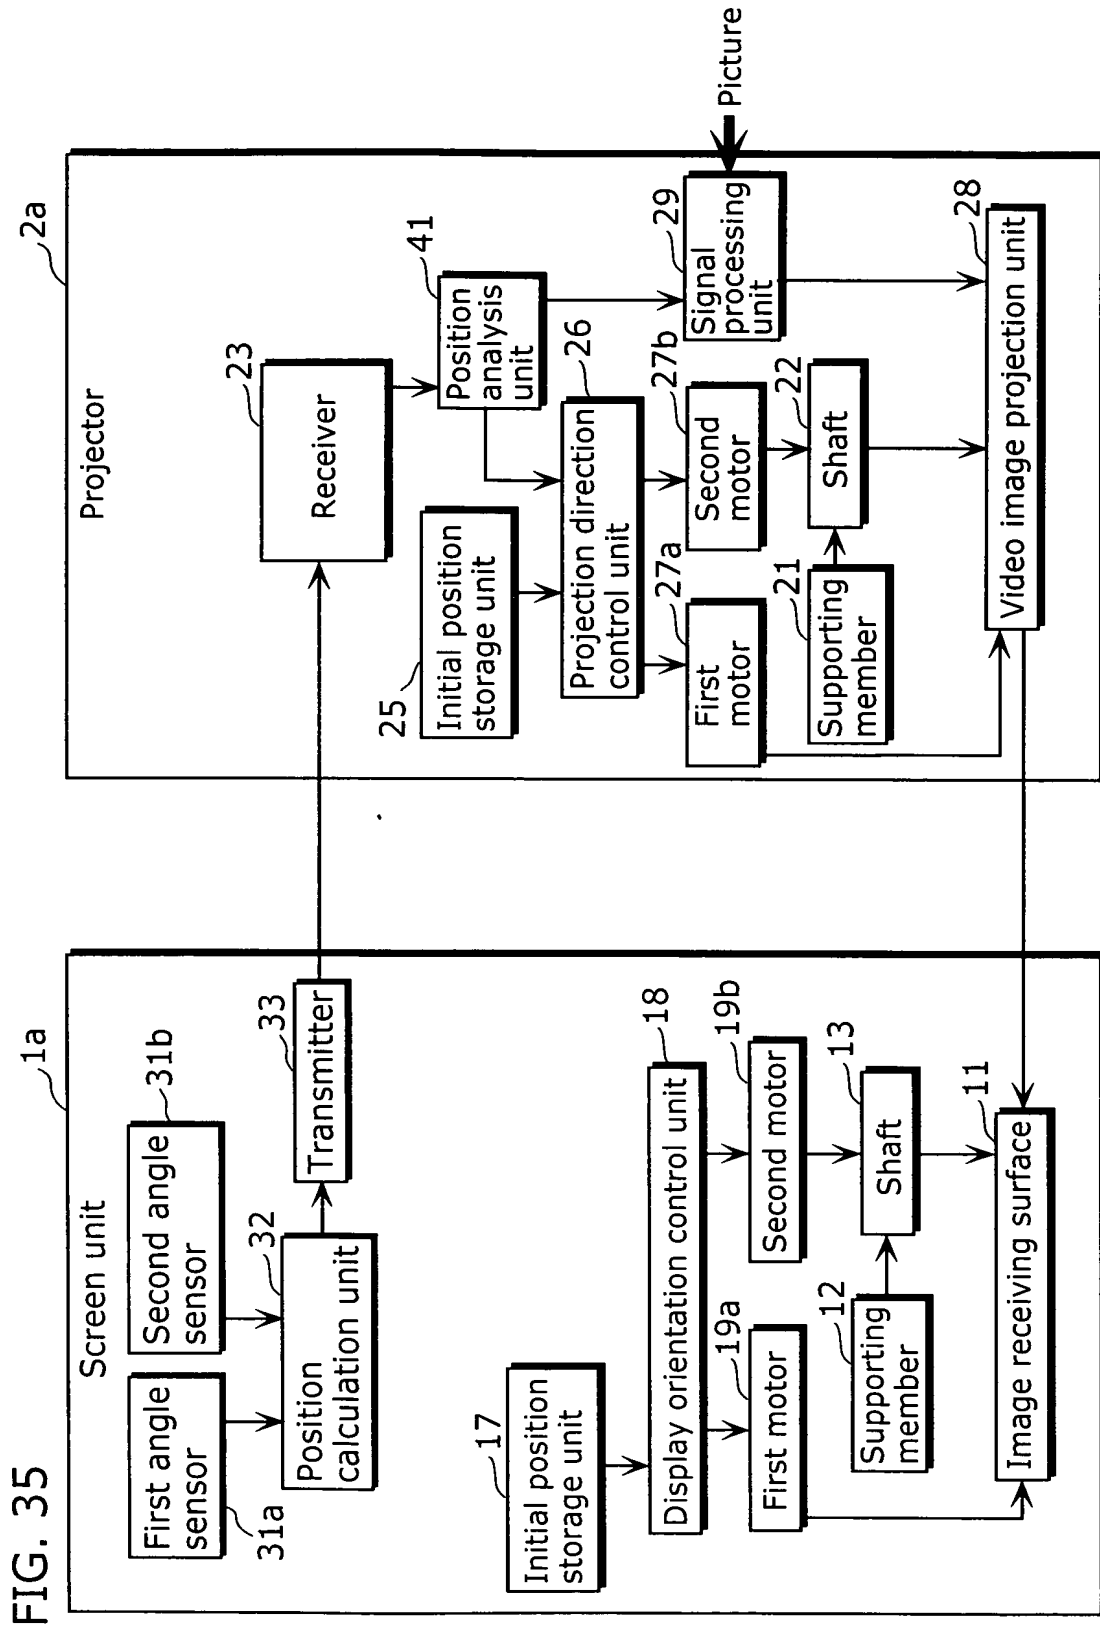 FIG. 35
1a
Screen unit
First angle
sensor
31a
Second angle
sensor
31b
Position
calculation unit
32
Transmitter
33
Initial position
storage unit
17
Display orientation control unit
18
First motor
19a
Second motor
19b
Supporting
member
12
Shaft
13
Image receiving surface
11
2a
Projector
Receiver
23
Position
analysis
unit
41
Initial position
storage unit
25
Projection direction
control unit
26
First
motor
27a
Second
motor
27b
Signal
processing
unit
29
Picture
Supporting
member
21
Shaft
22
Video image projection unit
28